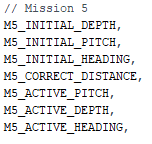 // Mission 5
M5_INITIAL_DEPTH,
M5_INITIAL_PITCH,
M5_INITIAL_HEADING,
M5_CORRECT_DISTANCE,
M5_ACTIVE_PITCH,
M5_ACTIVE_DEPTH,
M5_ACTIVE_HEADING,